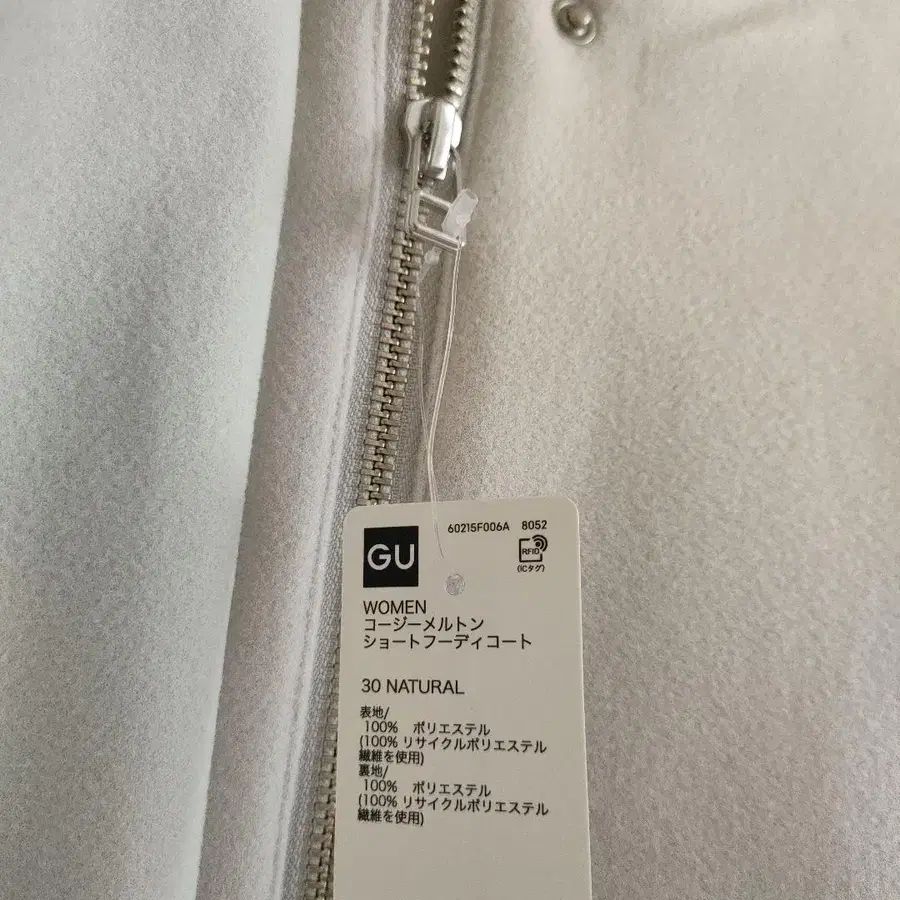 60215F006A 8052
GU
RFID
(ICタグ)
WOMEN
コージーメルトン
ショートフーディコート
30 NATURAL
表地/
100% ポリエステル
(100% リサイクルポリエステル
繊維を使用)
裏地/
100% ポリエステル
(100% リサイクルポリエステル
繊維を使用)